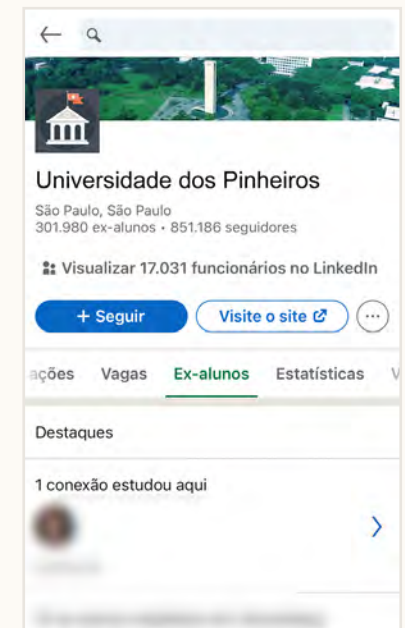 Universidade dos Pinheiros
São Paulo, São Paulo
301.980 ex-alunos • 851.186 seguidores
Visualizar 17.031 funcionários no LinkedIn
+ Seguir
Visite o site
ações Vagas Ex-alunos Estatísticas V
Destaques
1 conexão estudou aqui